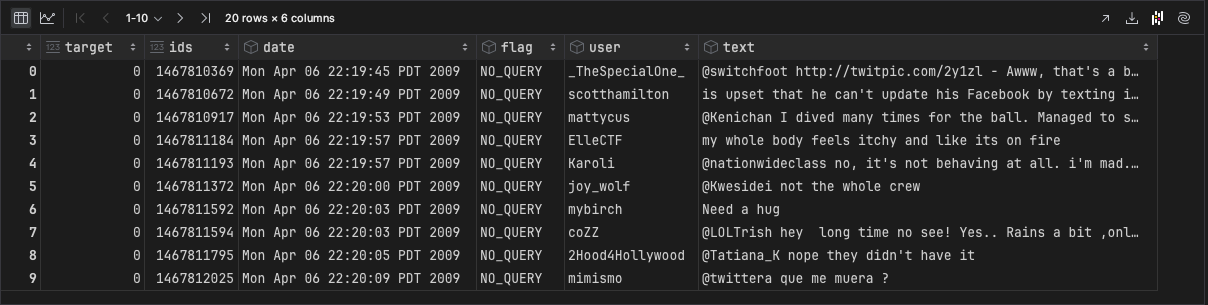 1-10 20 rows × 6 columns
123 target 123 ids date flag user text
0 0 1467810369 Mon Apr 06 22:19:45 PDT 2009 NO_QUERY _TheSpecialOne_ @switchfoot http://twitpic.com/2y1zl - Awww, that's a b…
1 0 1467810672 Mon Apr 06 22:19:49 PDT 2009 NO_QUERY scotthamilton is upset that he can't update his Facebook by texting i…
2 0 1467810917 Mon Apr 06 22:19:53 PDT 2009 NO_QUERY mattycus @Kenichan I dived many times for the ball. Managed to s…
3 0 1467811184 Mon Apr 06 22:19:57 PDT 2009 NO_QUERY ElleCTF my whole body feels itchy and like its on fire
4 0 1467811193 Mon Apr 06 22:19:57 PDT 2009 NO_QUERY Karoli @nationwideclass no, it's not behaving at all. i'm mad.…
5 0 1467811372 Mon Apr 06 22:20:00 PDT 2009 NO_QUERY joy_wolf @Kwesidei not the whole crew
6 0 1467811592 Mon Apr 06 22:20:03 PDT 2009 NO_QUERY mybirch Need a hug
7 0 1467811594 Mon Apr 06 22:20:03 PDT 2009 NO_QUERY coZZ @LOLTrish hey  long time no see! Yes.. Rains a bit ,onl…
8 0 1467811795 Mon Apr 06 22:20:05 PDT 2009 NO_QUERY 2Hood4Hollywood @Tatiana_K nope they didn't have it
9 0 1467812025 Mon Apr 06 22:20:09 PDT 2009 NO_QUERY mimismo @twittera que me muera ?